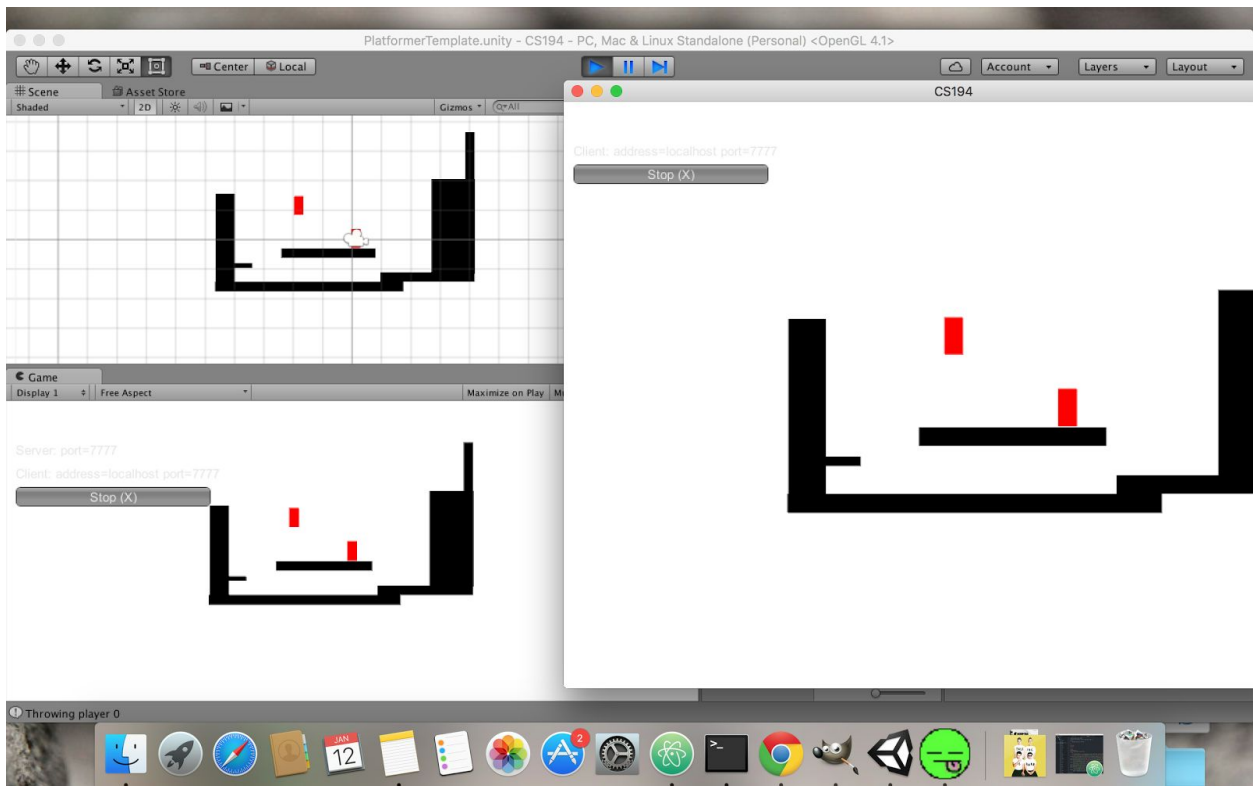 PlatformerTemplate.unity - CS194 - PC, Mac & Linux Standalone (Personal) <OpenGL 4.1>
Center
Local
Account
Layers
Layout
Scene
Asset Store
Shaded
2D
Gizmos
All
CS194
Client: address=localhost port=7777
Stop (X)
Game
Display 1
Free Aspect
Maximize on Play
Server: port=7777
Client: address=localhost port=7777
Stop (X)
Throwing player 0
JAN
12
2
>_